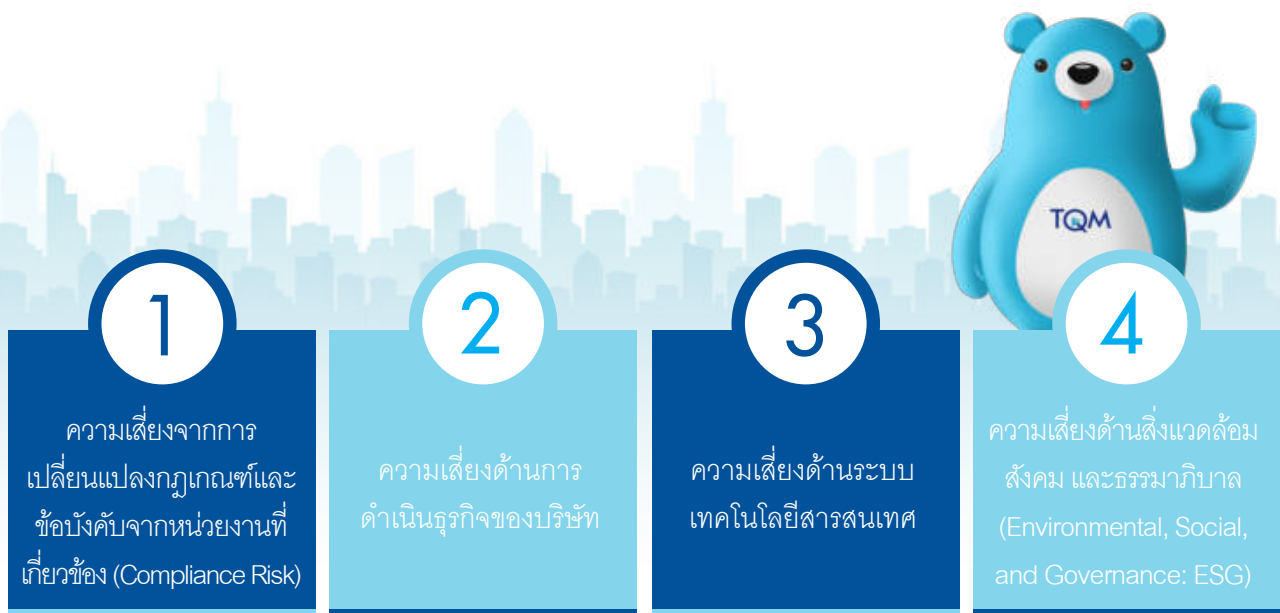 TQM
1
ความเสี่ยงจากการ
เปลี่ยนแปลงกฎเกณฑ์และ
ข้อบังคับจากหน่วยงานที่
เกี่ยวข้อง (Compliance Risk)
2
ความเสี่ยงด้านการ
ดำเนินธุรกิจของบริษัท
3
ความเสี่ยงด้านระบบ
เทคโนโลยีสารสนเทศ
4
ความเสี่ยงด้านสิ่งแวดล้อม
สังคม และธรรมาภิบาล
(Environmental, Social,
and Governance: ESG)